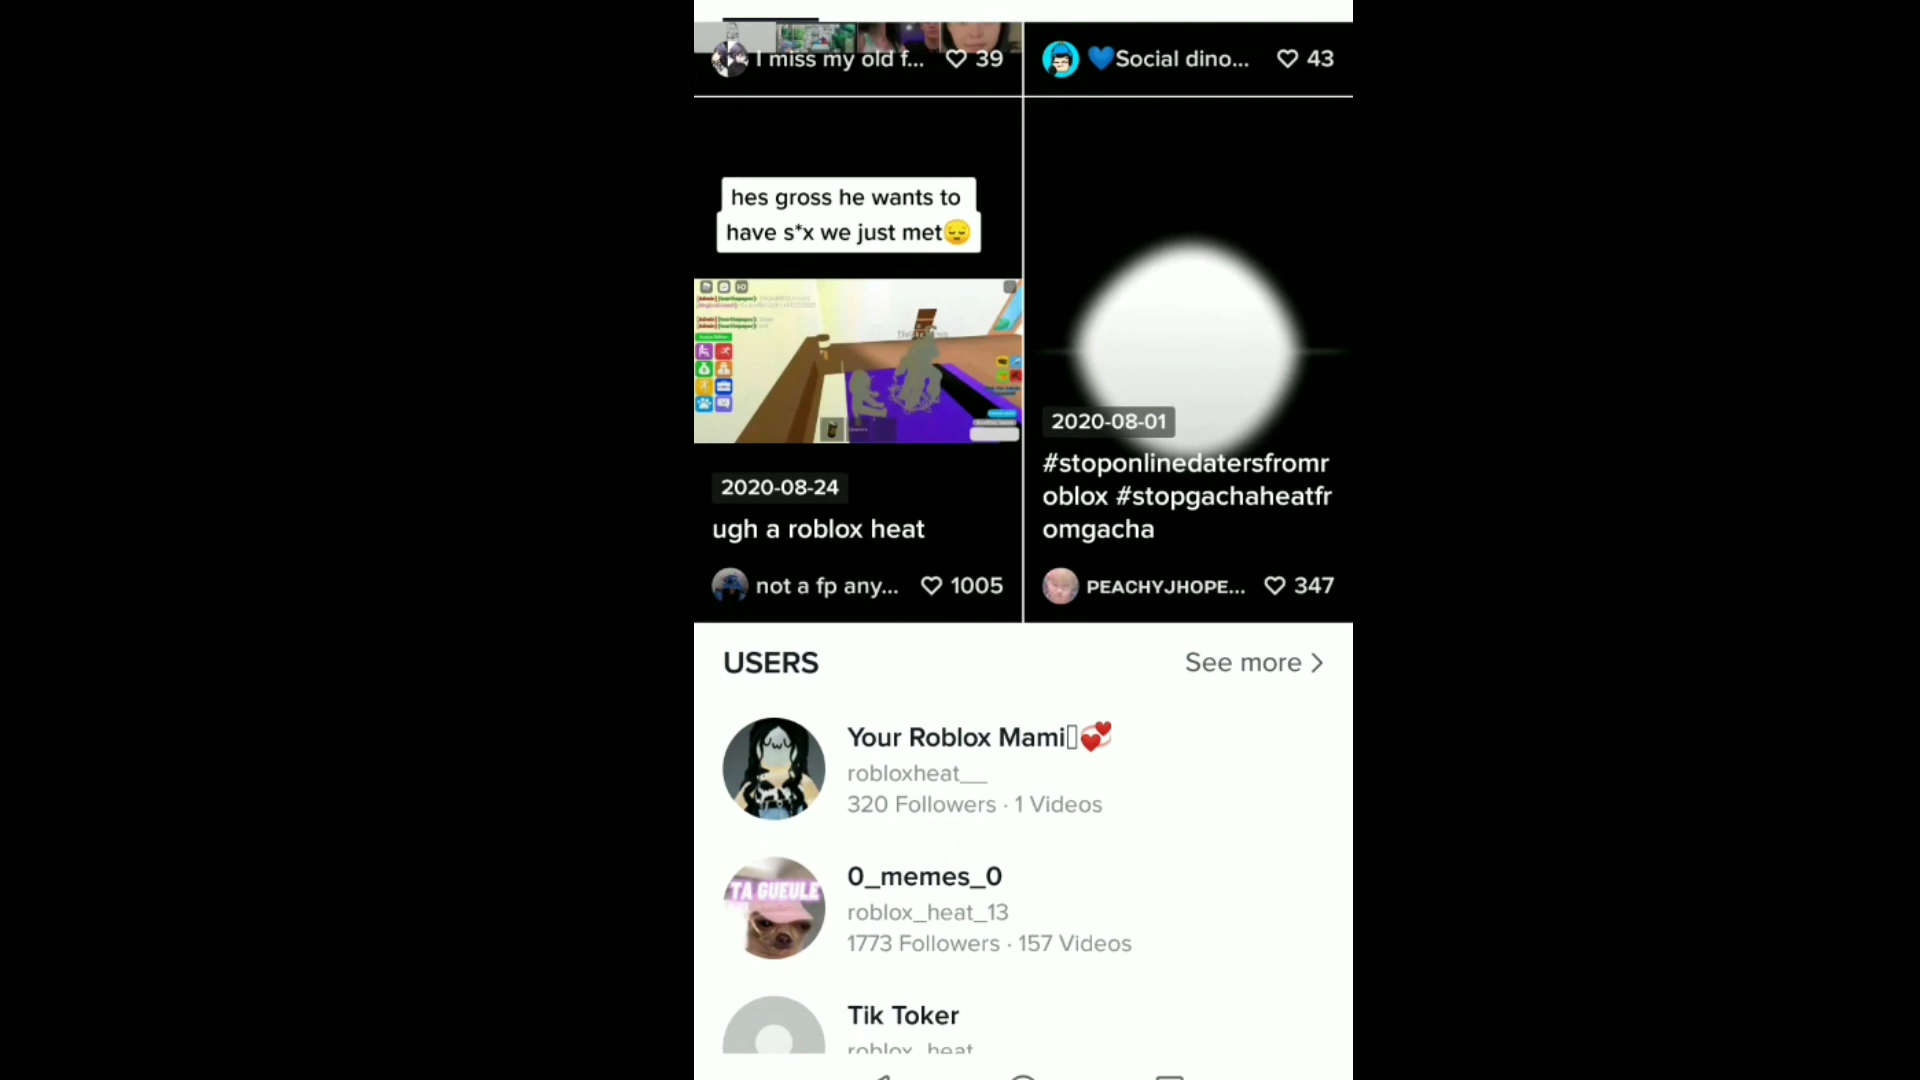 I miss my old f...
39
💙Social dino...
43
hes gross he wants to
have s*x we just met😔
2020-08-24
ugh a roblox heat
not a fp any...
1005
2020-08-01
#stoponlinedatersfromr
oblox #stopgachaheatfr
omgacha
PEACHYJHOPE...
347
USERS
See more >
Your Roblox Mami💞
robloxheat__
320 Followers · 1 Videos
TA GUEULE
0_memes_0
roblox_heat_13
1773 Followers · 157 Videos
Tik Toker
roblox_heat